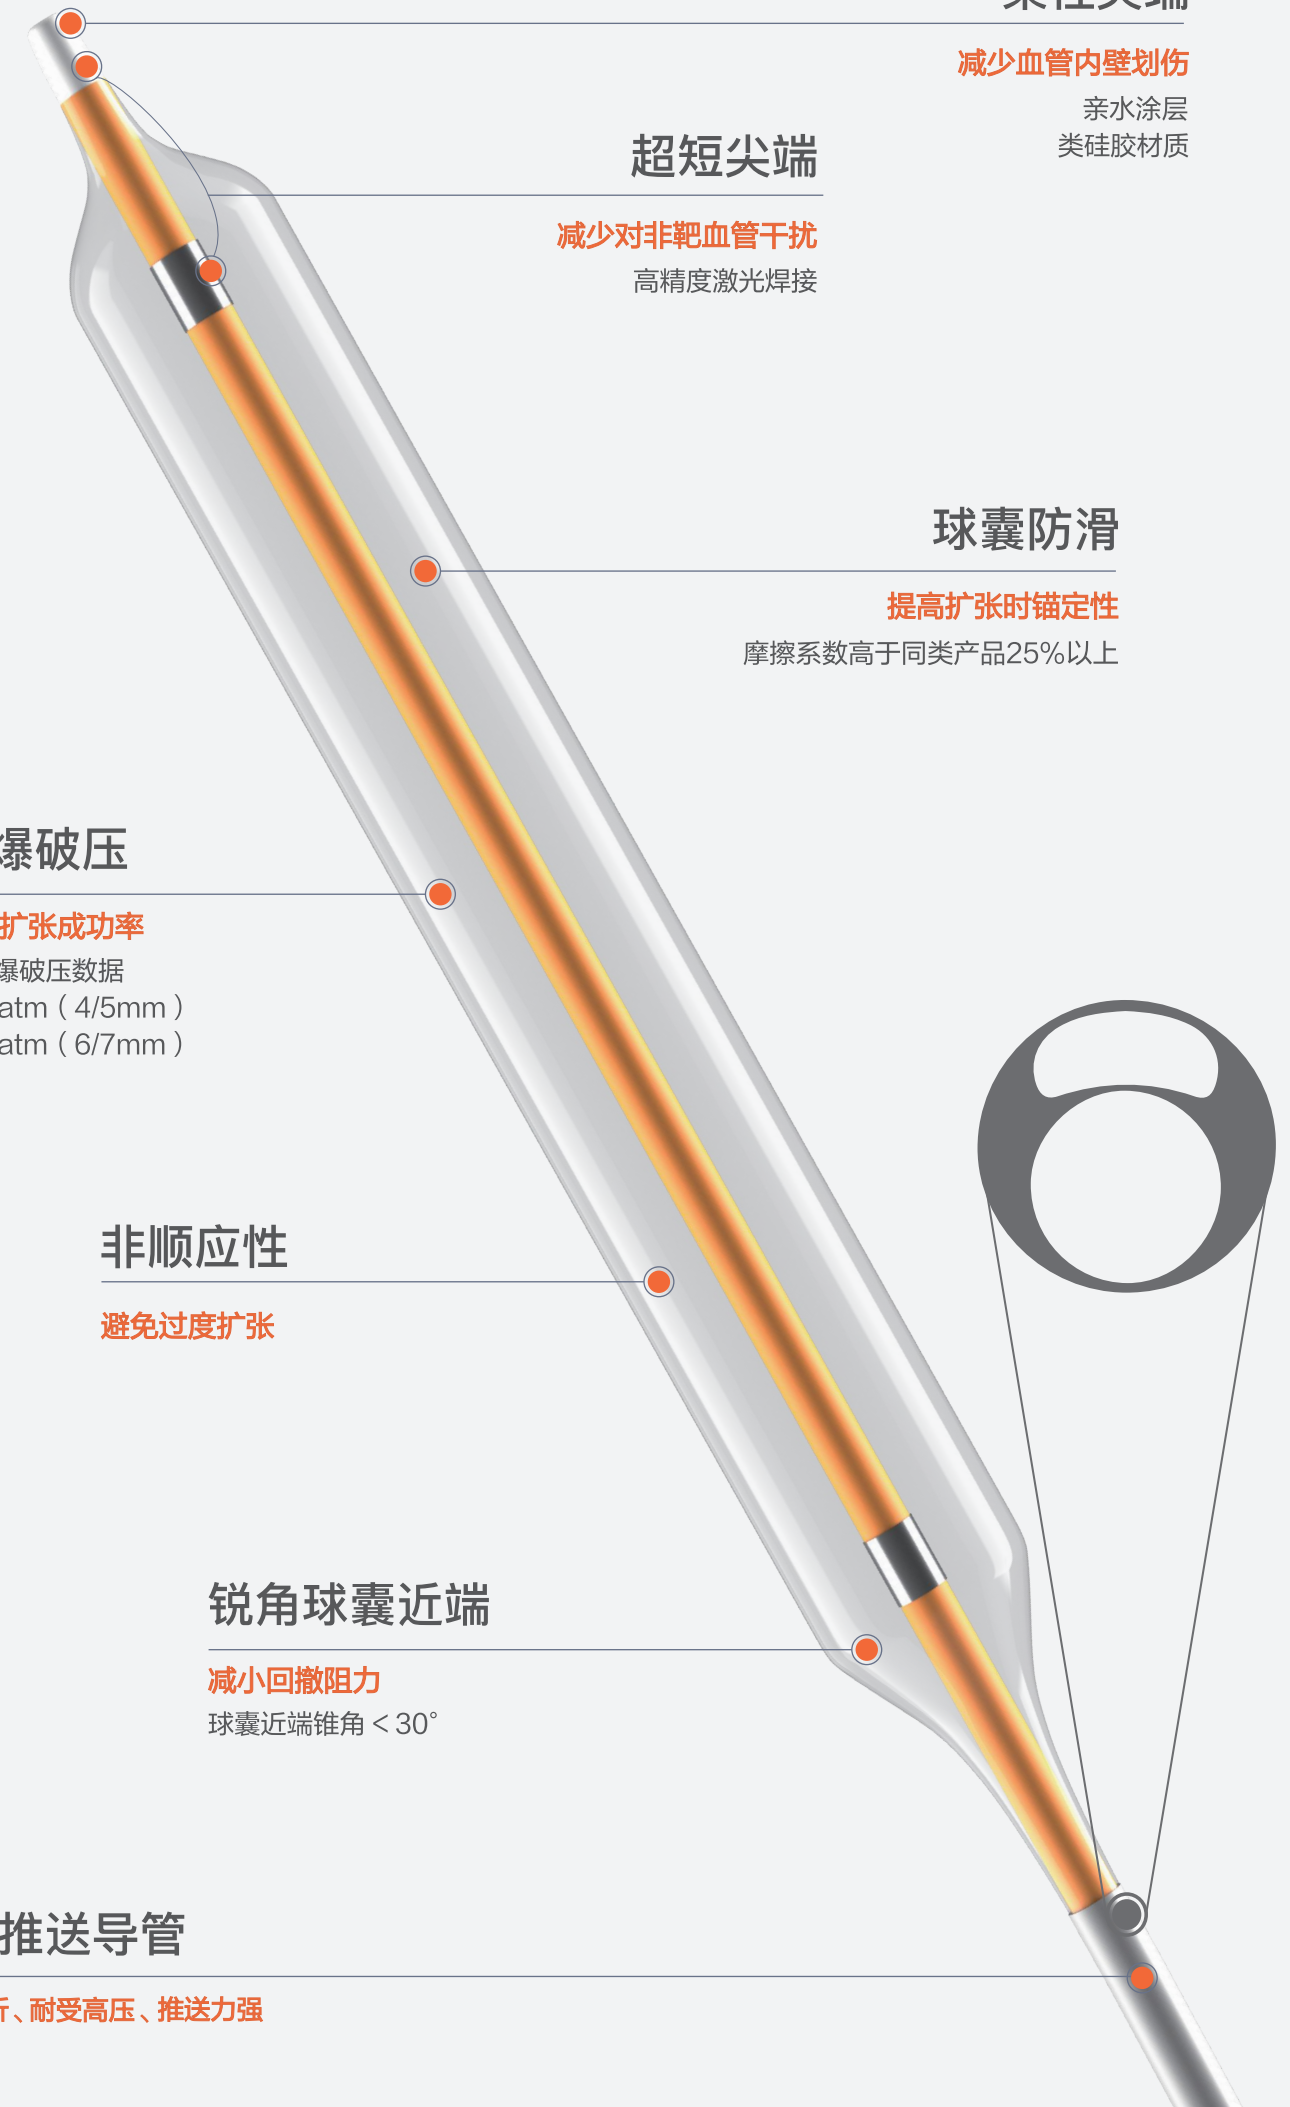 柔性尖端
减少血管内壁划伤
亲水涂层
类硅胶材质
超短尖端
减少对非靶血管干扰
高精度激光焊接
球囊防滑
提高扩张时锚定性
摩擦系数高于同类产品25%以上
爆破压
扩张成功率
爆破压数据
atm（4/5mm）
atm（6/7mm）
非顺应性
避免过度扩张
锐角球囊近端
减小回撤阻力
球囊近端锥角＜30°
推送导管
、耐受高压、推送力强